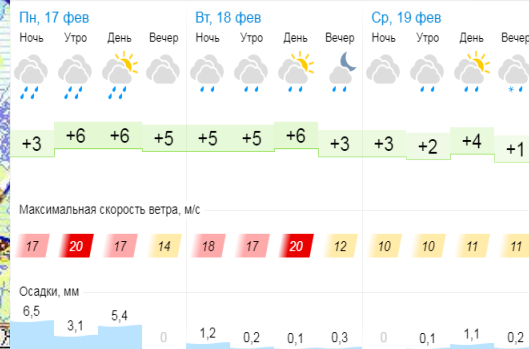 Пн, 17 фев Вт, 18 фев Ср, 19 фев
Ночь Утро День Вечер Ночь Утро День Вечер Ночь Утро День Вечер
+3 +6 +6 +5 +5 +5 +6 +3 +3 +2 +4 +1
Максимальная скорость ветра, м/с
17 20 17 14 18 17 20 12 10 10 11 11
Осадки, мм
6,5 3,1 5,4 0 1,2 0,2 0,1 0,3 0 0,1 1,1 0,2